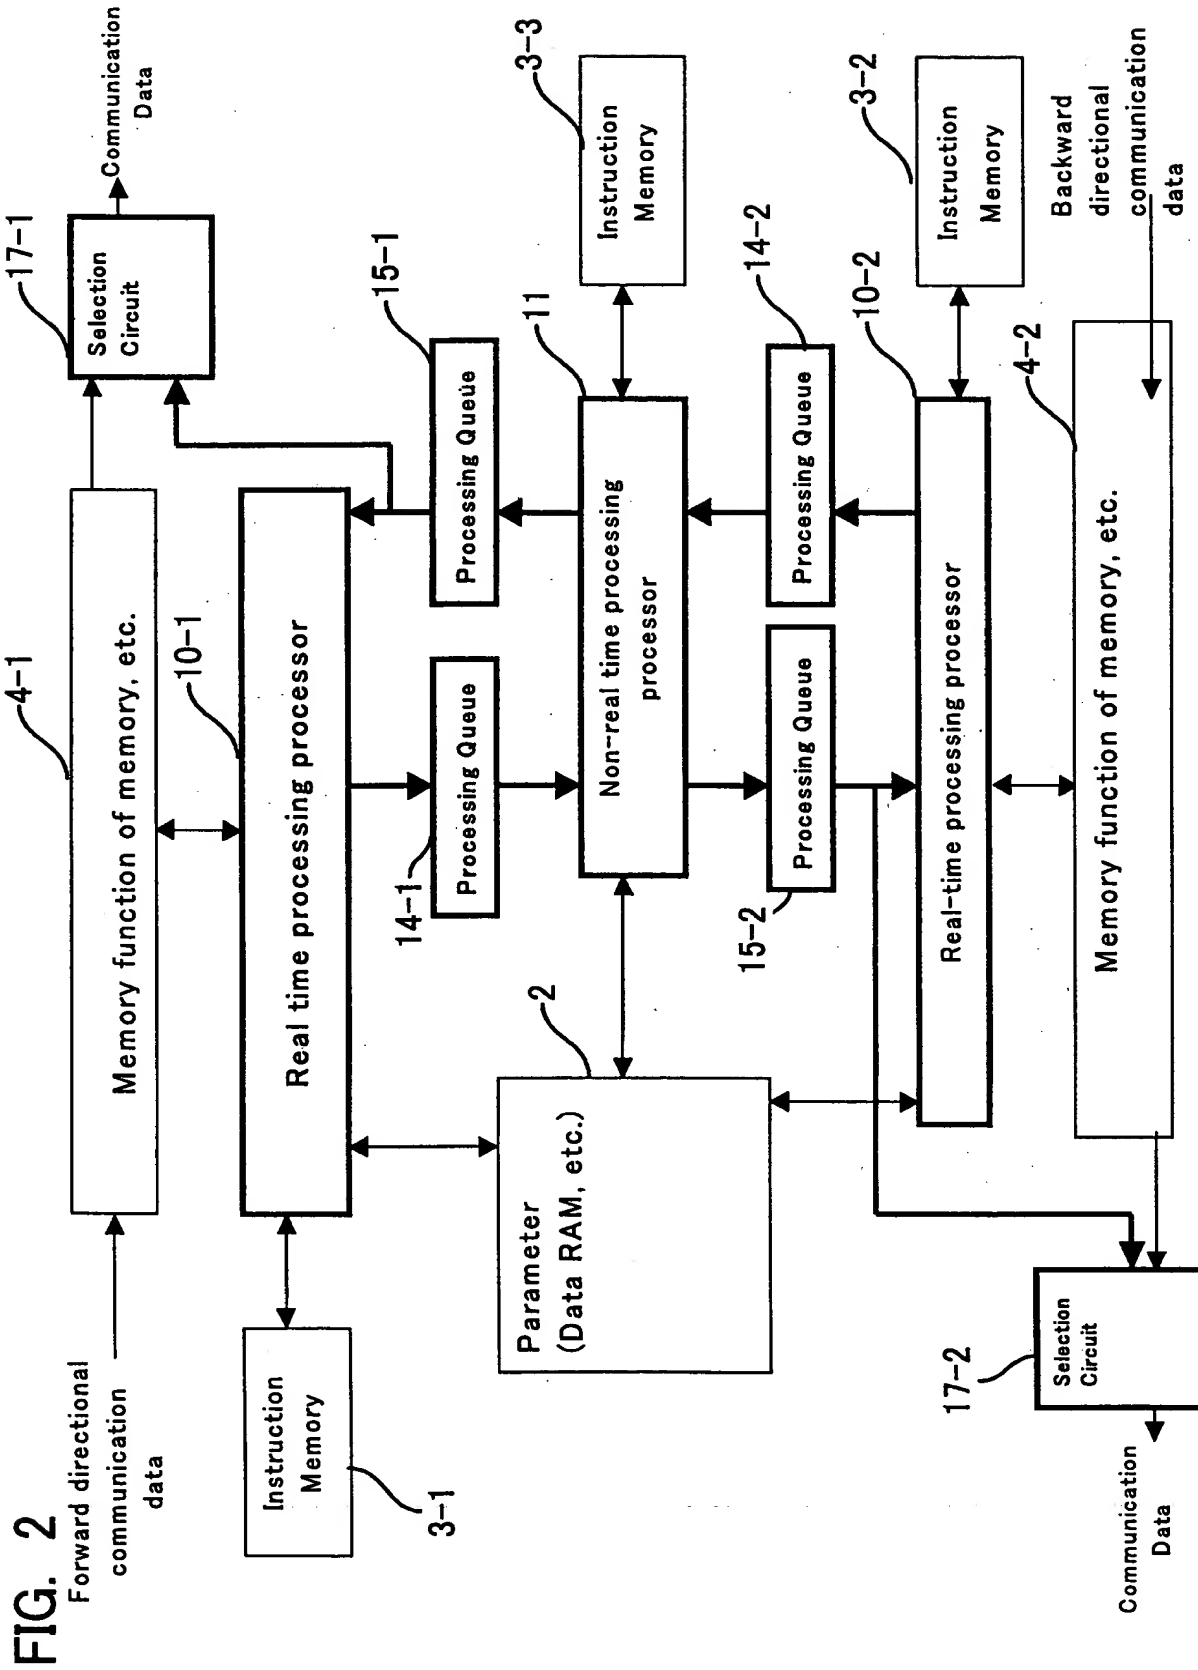 FIG. 2
Forward directional
communication
data
4-1
Memory function of memory, etc.
17-1
Selection
Circuit
Communication
Data
10-1
Real time processing processor
Instruction
Memory
3-1
14-1
Processing Queue
15-1
Processing Queue
2
Parameter
(Data RAM, etc.)
11
Non-real time processing
processor
3-3
Instruction
Memory
15-2
Processing Queue
14-2
Processing Queue
10-2
Real-time processing processor
3-2
Instruction
Memory
17-2
Selection
Circuit
Communication
Data
4-2
Memory function of memory, etc.
Backward
directional
communication
data